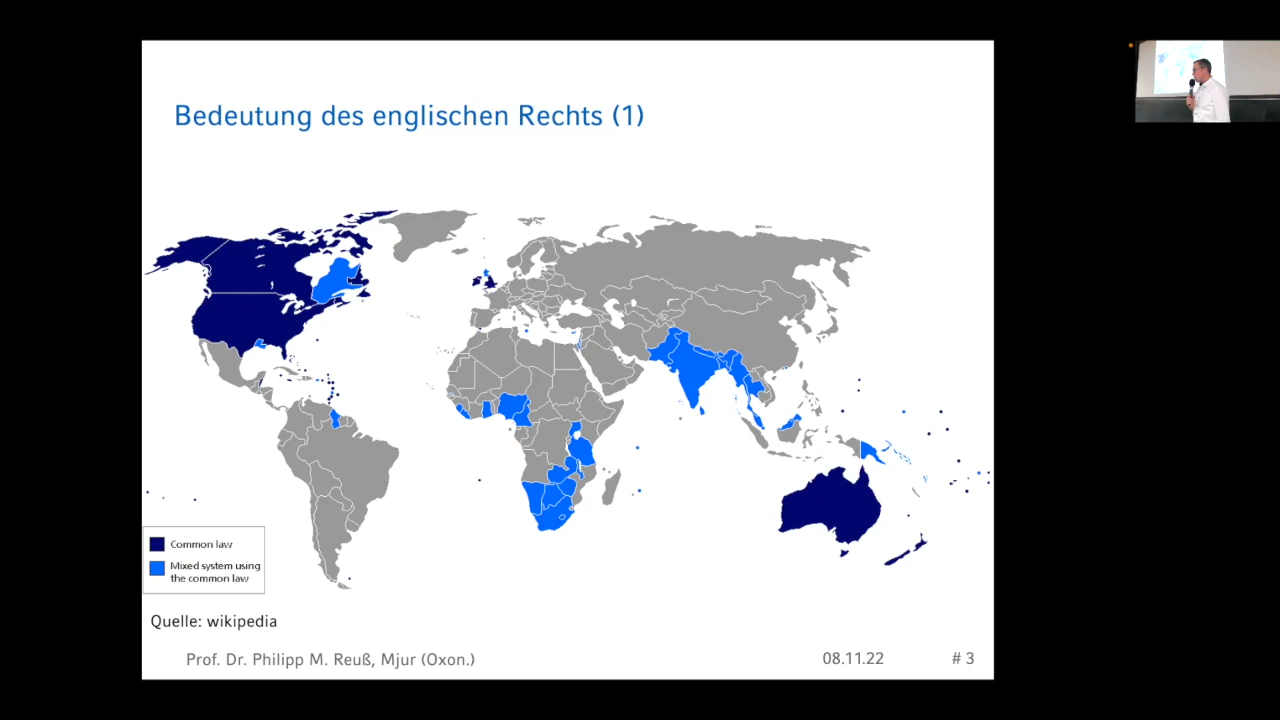 Bedeutung des englischen Rechts (1)
Common law
Mixed system using
the common law
Quelle: wikipedia
Prof. Dr. Philipp M. Reuß, Mjur (Oxon.)
08.11.22
# 3